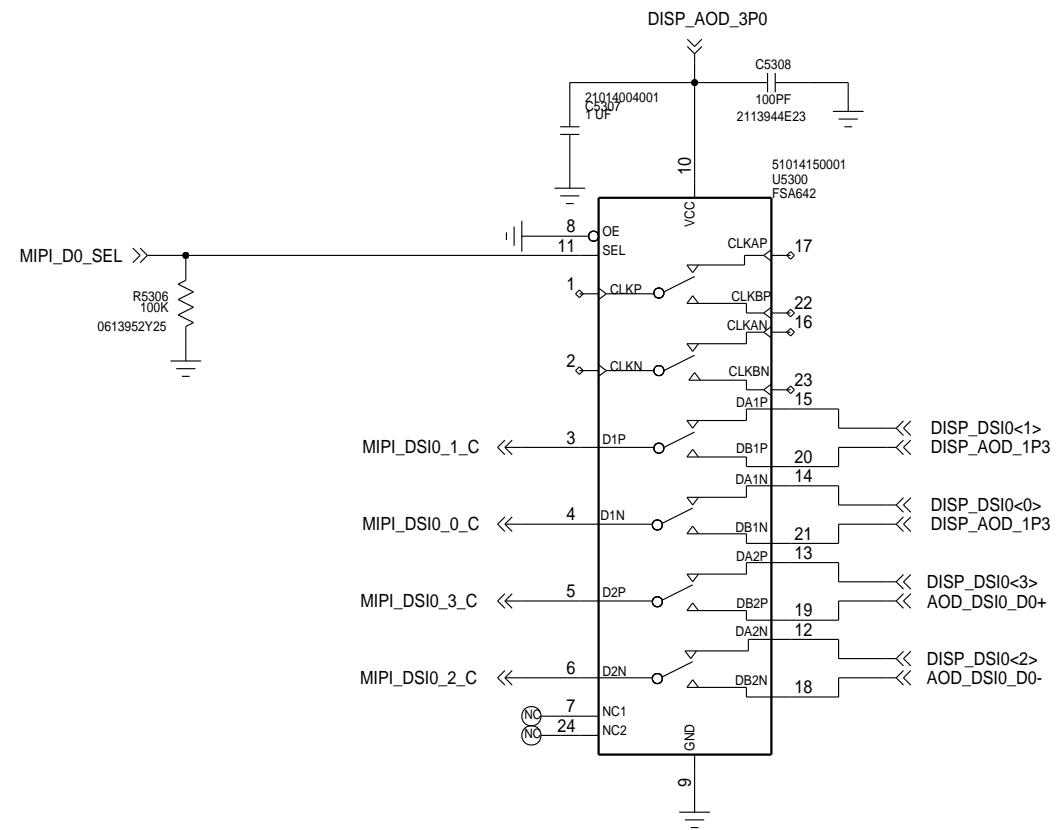 DISP_AOD_3P0
C5308
100PF
2113944E23
21014004001
C5307
1 UF
51014150001
U5300
FSA642
10
VCC
8
OE
11
SEL
MIPI_D0_SEL
R5306
100K
0613952Y25
CLKAP
17
1
CLKP
CLKBP
22
CLKAN
16
2
CLKN
CLKBN
23
DA1P
15
DISP_DSI0<1>
MIPI_DSI0_1_C
3
D1P
DB1P
20
DISP_AOD_1P3
DA1N
14
DISP_DSI0<0>
MIPI_DSI0_0_C
4
D1N
DB1N
21
DISP_AOD_1P3
DA2P
13
DISP_DSI0<3>
MIPI_DSI0_3_C
5
D2P
DB2P
19
AOD_DSI0_D0+
DA2N
12
DISP_DSI0<2>
MIPI_DSI0_2_C
6
D2N
DB2N
18
AOD_DSI0_D0-
NC
7
NC1
NC
24
NC2
GND
9